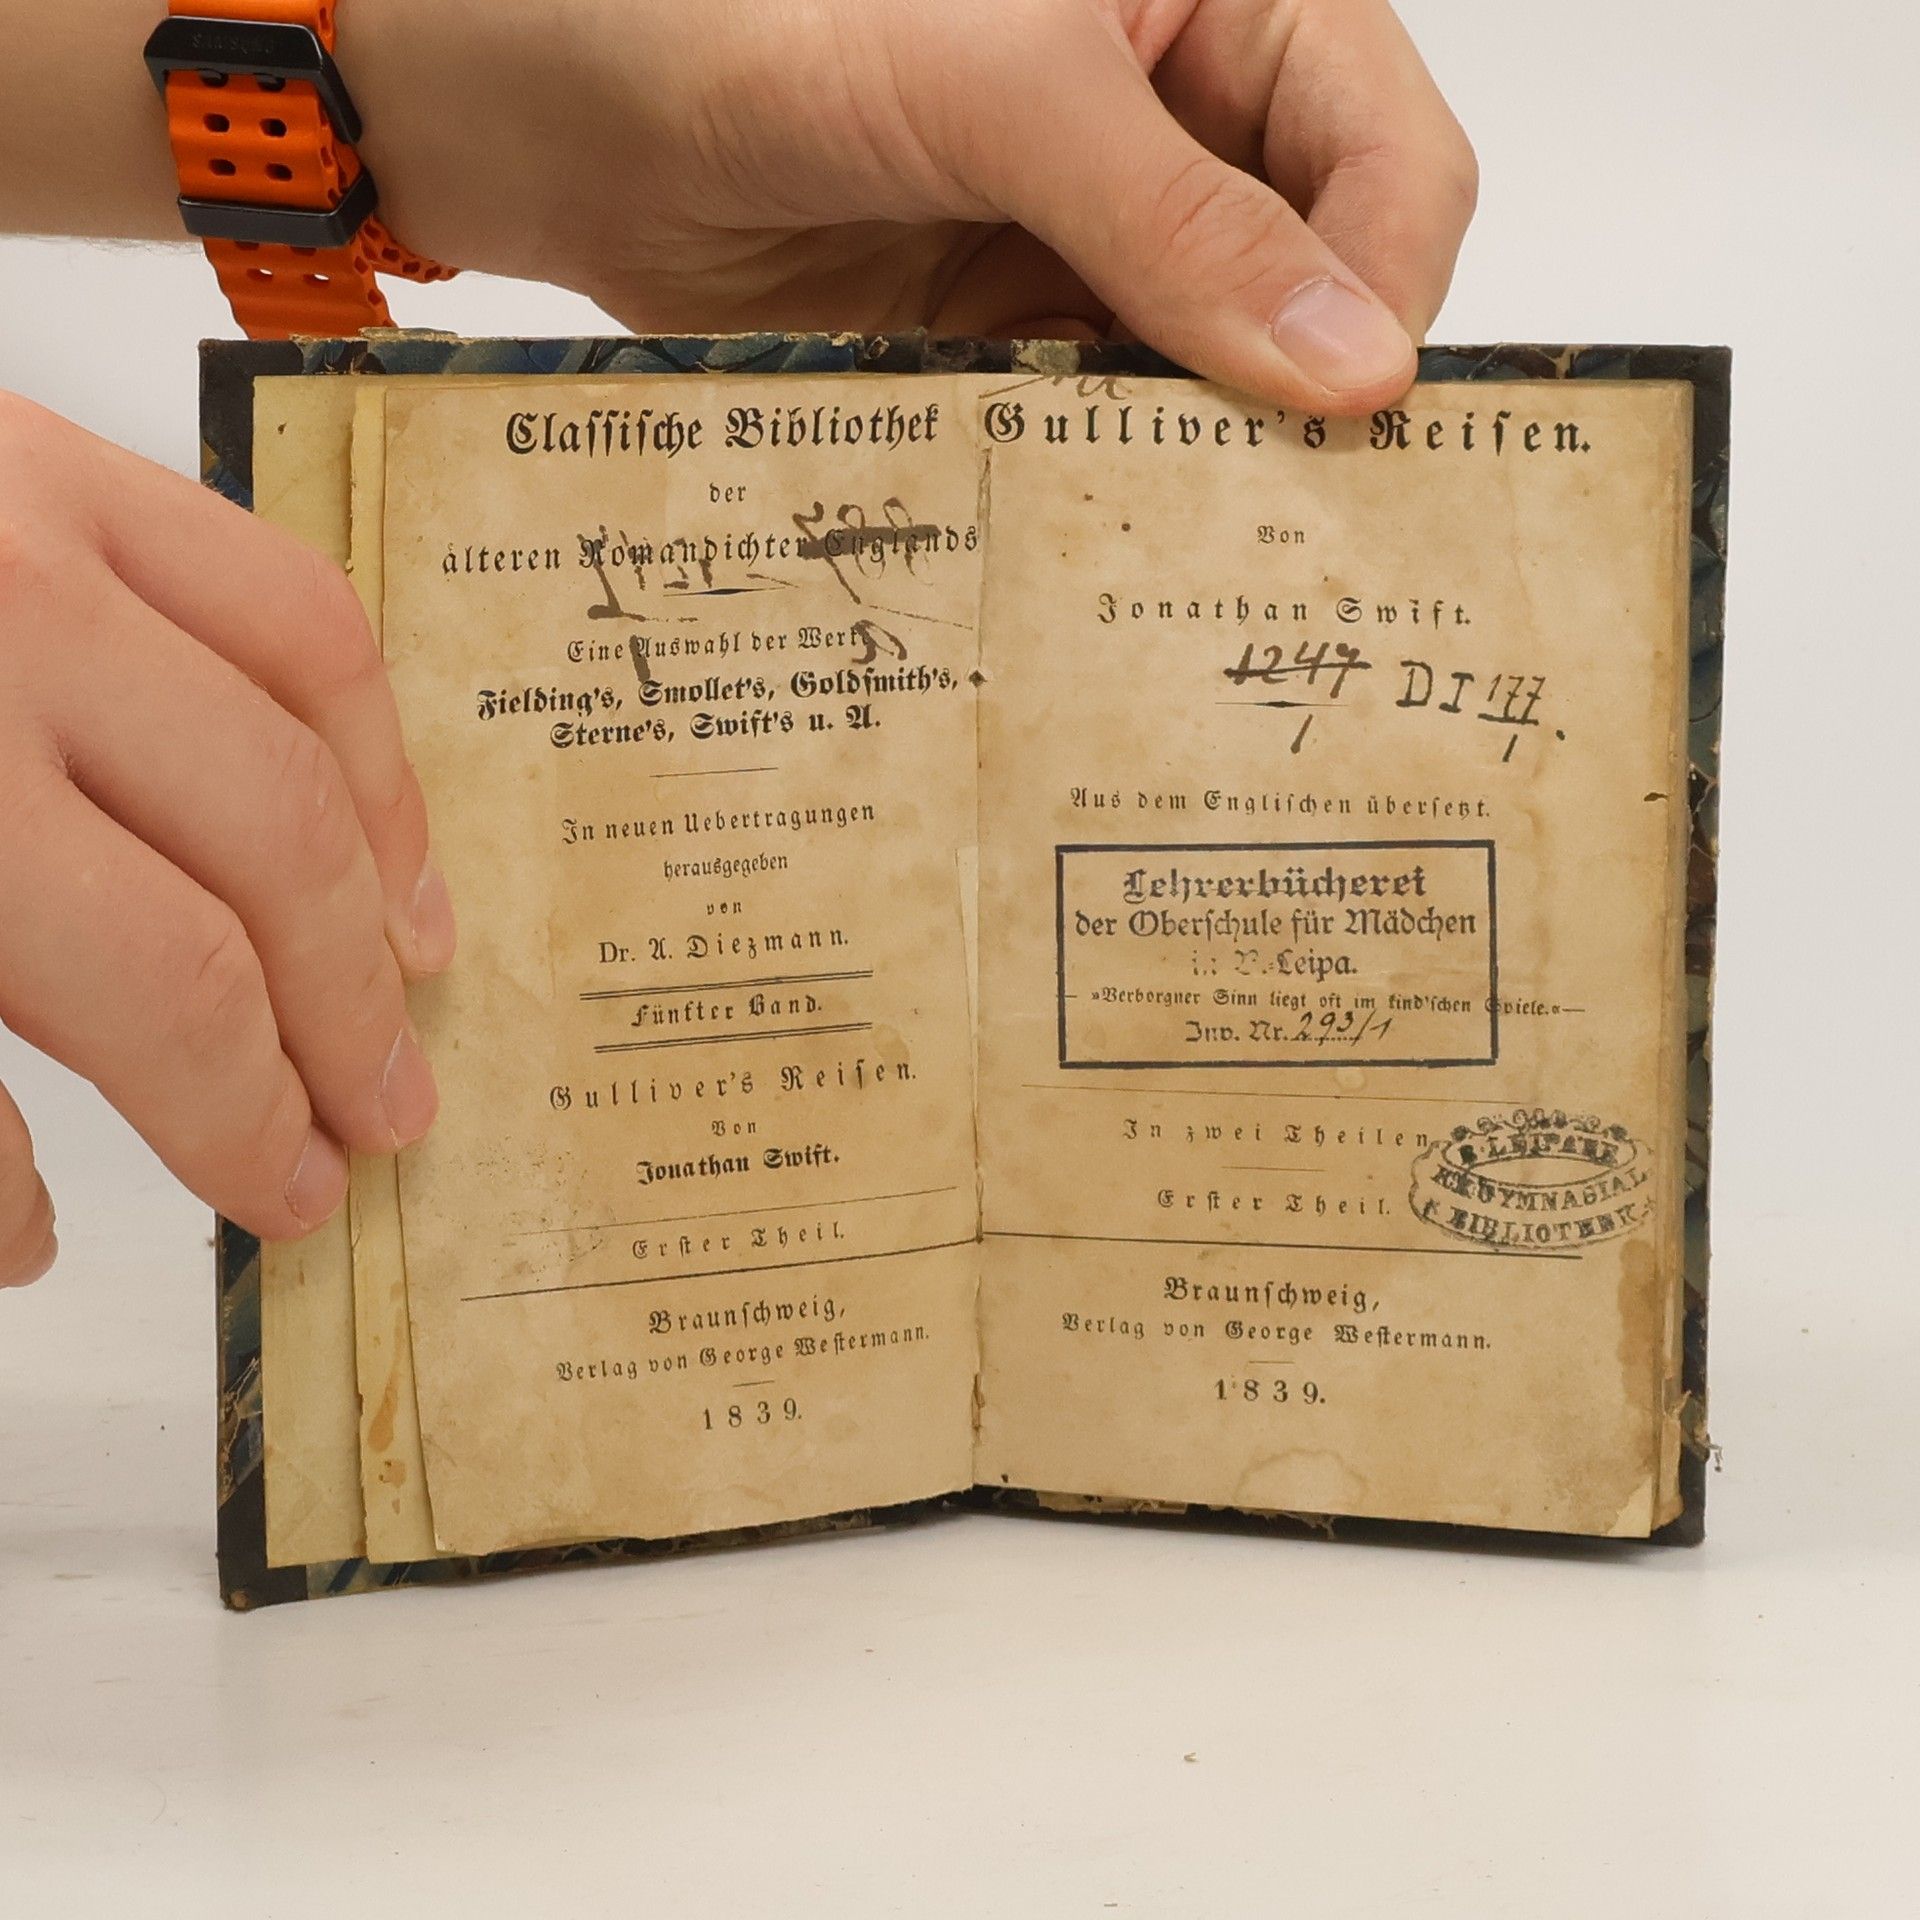 SAMSUNG
Claſſiſche Bibliothek
der
älteren Romandichter Englands
Eine Auswahl der Werke
Fielding's, Smollet's, Goldſmith's,
Sterne's, Swift's u. A.
In neuen Uebertragungen
herausgegeben
von
Dr. A. Diezmann.
Fünfter Band.
Gulliver's Reiſen.
Von
Jonathan Swift.
Erſter Theil.
Braunſchweig,
Verlag von George Weſtermann.
1839.
Gulliver's Reiſen.
Von
Jonathan Swift.
1247
1
D I 177
1
Aus dem Engliſchen überſetzt.
Lehrerbücherei
der Oberſchule für Mädchen
Leipa.
»Verborgner Sinn liegt oft im kind'ſchen Spiele.«
Inv. Nr. 293/1
In zwei Theilen
Erſter Theil.
GYMNASIAL
BIBLIOTHEK
Braunſchweig,
Verlag von George Weſtermann.
1839.